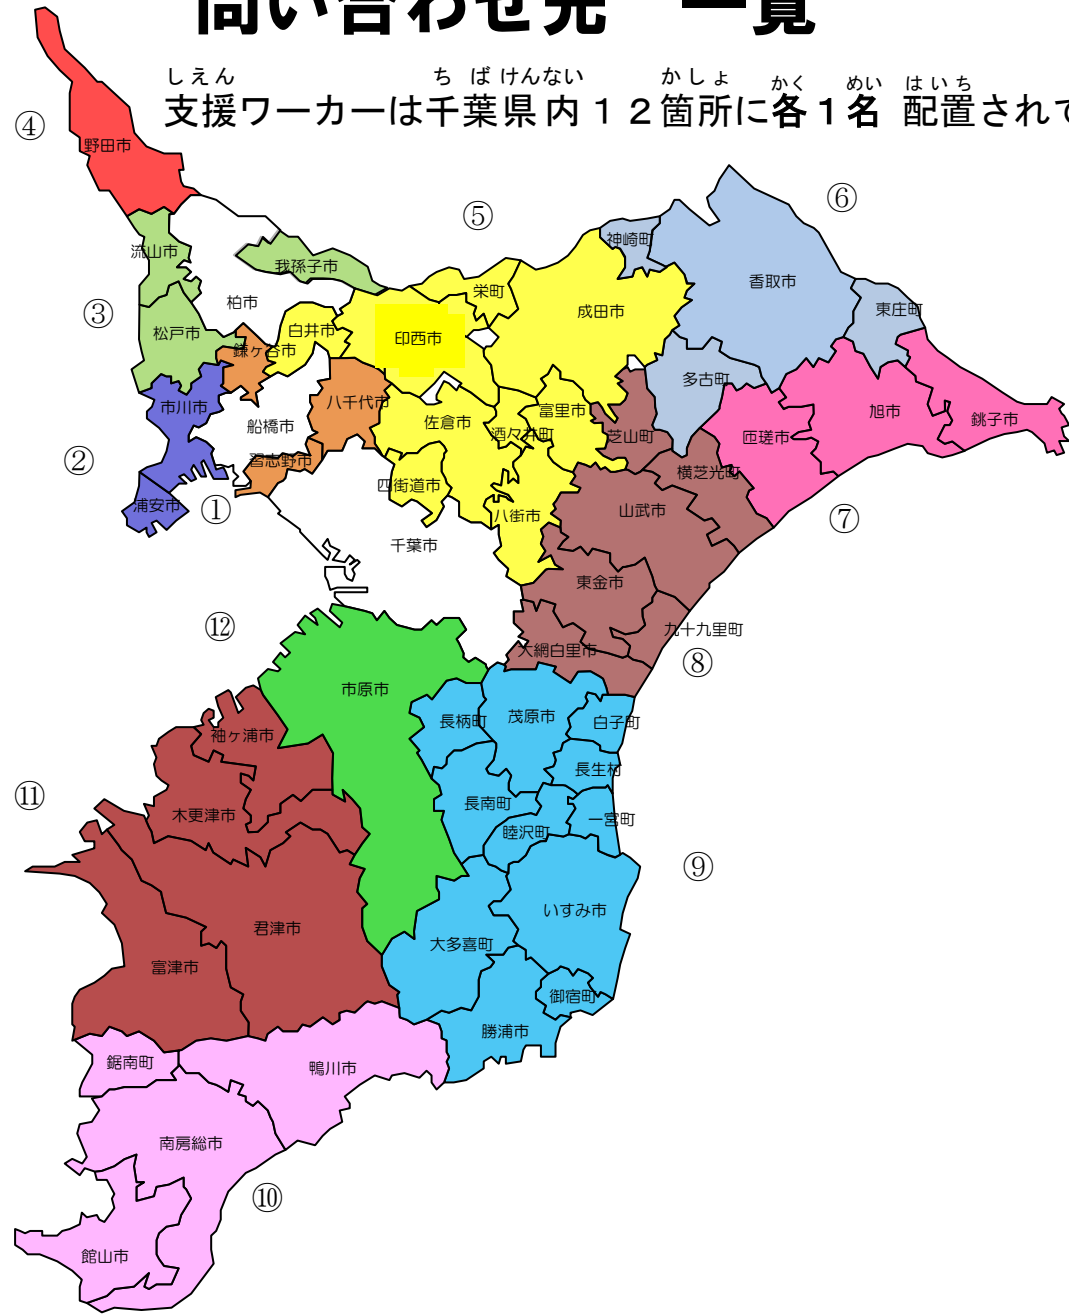 問い合わせ先　一覧
しえん　ちばけんない　かしょ　かく　めい　はいち
支援ワーカーは千葉県内１２箇所に各１名 配置されて
④
野田市
⑥
⑤
流山市
我孫子市
神崎町
香取市
柏市
栄町
成田市
東庄町
③
松戸市
鎌ヶ谷市
白井市
印西市
多古町
市川市
船橋市
八千代市
佐倉市
酒々井町
富里市
芝山町
匝瑳市
旭市
銚子市
②
習志野市
四街道市
横芝光町
浦安市
①
八街市
山武市
⑦
千葉市
東金市
⑫
九十九里町
大網白里市
⑧
市原市
長柄町
茂原市
白子町
袖ヶ浦市
長生村
⑪
木更津市
長南町
睦沢町
一宮町
⑨
君津市
いすみ市
大多喜町
富津市
御宿町
勝浦市
鋸南町
鴨川市
南房総市
⑩
館山市